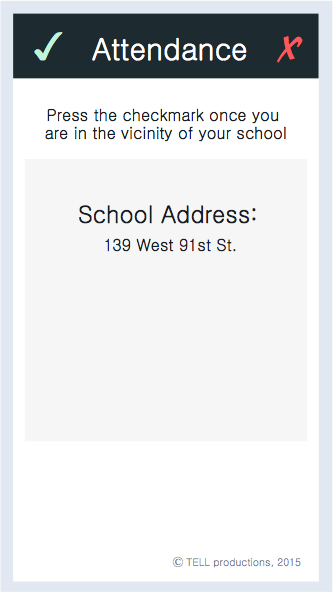 ✓ Attendance ✗
Press the checkmark once you
are in the vicinity of your school
School Address:
139 West 91st St.
© TELL productions, 2015